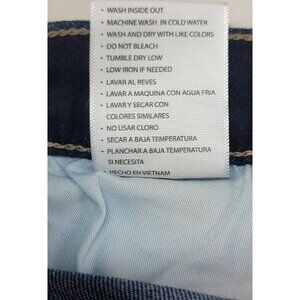 • WASH INSIDE OUT
• MACHINE WASH IN COLD WATER
• WASH AND DRY WITH LIKE COLORS
• DO NOT BLEACH
• TUMBLE DRY LOW
• LOW IRON IF NEEDED
• LAVAR AL REVES
• LAVAR A MAQUINA CON AGUA FRIA
• LAVAR Y SECAR CON
COLORES SIMILARES
• NO USAR CLORO
• SECAR A BAJA TEMPERATURA
• PLANCHAR A BAJA TEMPERATURA
SI NECESITA
• HECHO EN VIETNAM